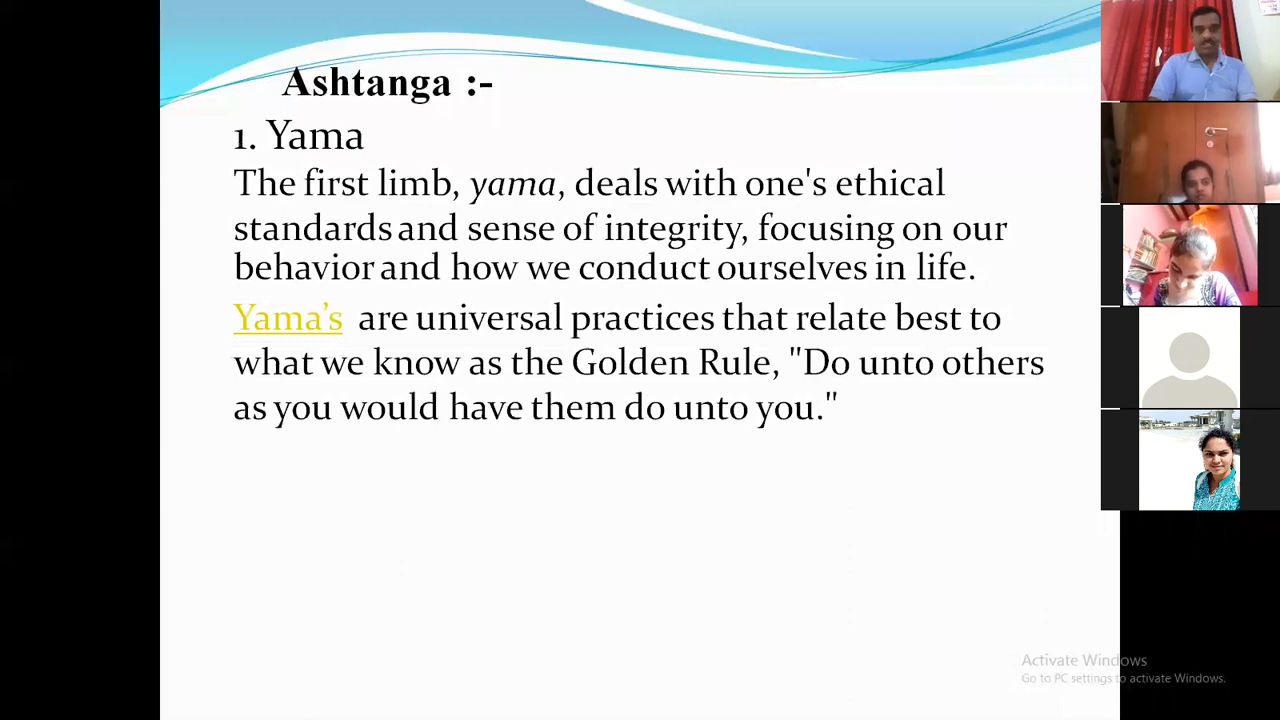 Ashtanga :-
1. Yama
The first limb, yama, deals with one's ethical
standards and sense of integrity, focusing on our
behavior and how we conduct ourselves in life.
Yama's are universal practices that relate best to
what we know as the Golden Rule, "Do unto others
as you would have them do unto you."
Activate Windows
Go to PC settings to activate Windows.